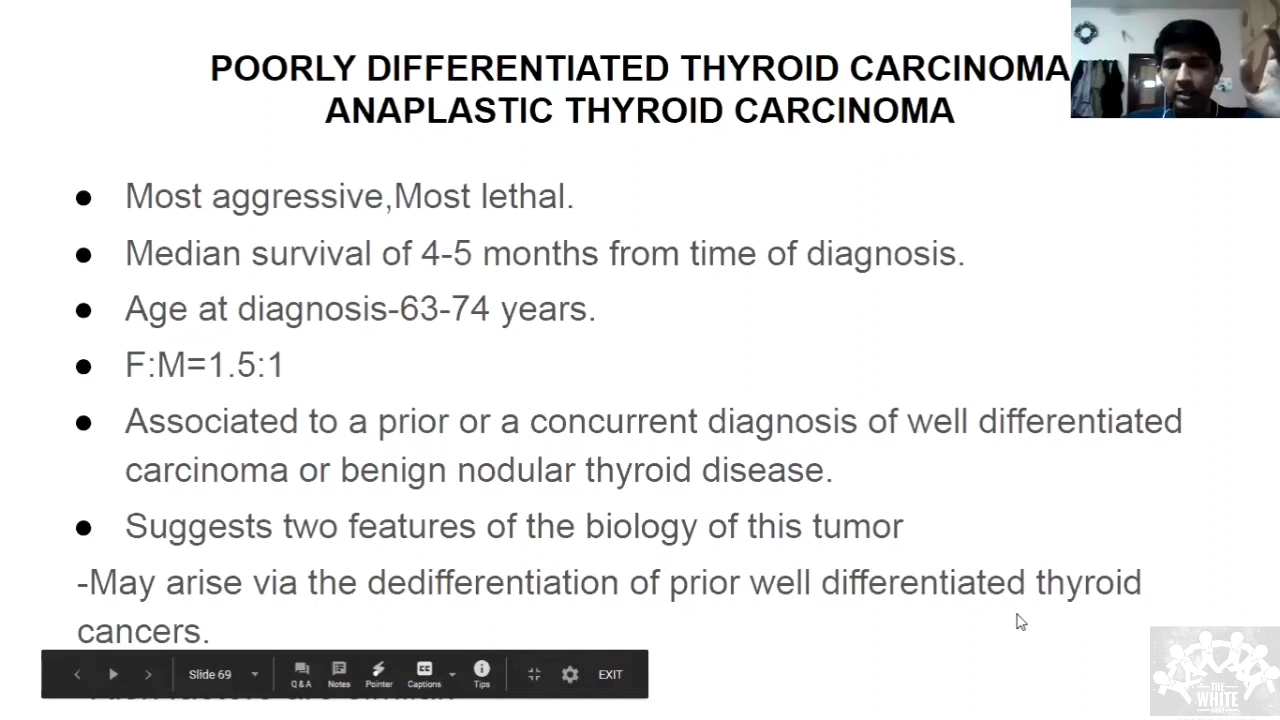 POORLY DIFFERENTIATED THYROID CARCINOMA
ANAPLASTIC THYROID CARCINOMA
● Most aggressive,Most lethal.
● Median survival of 4-5 months from time of diagnosis.
● Age at diagnosis-63-74 years.
● F:M=1.5:1
● Associated to a prior or a concurrent diagnosis of well differentiated
carcinoma or benign nodular thyroid disease.
● Suggests two features of the biology of this tumor
-May arise via the dedifferentiation of prior well differentiated thyroid
cancers.
Slide 69 Q & A Notes Pointer Captions Tips EXIT
THE
WHITE